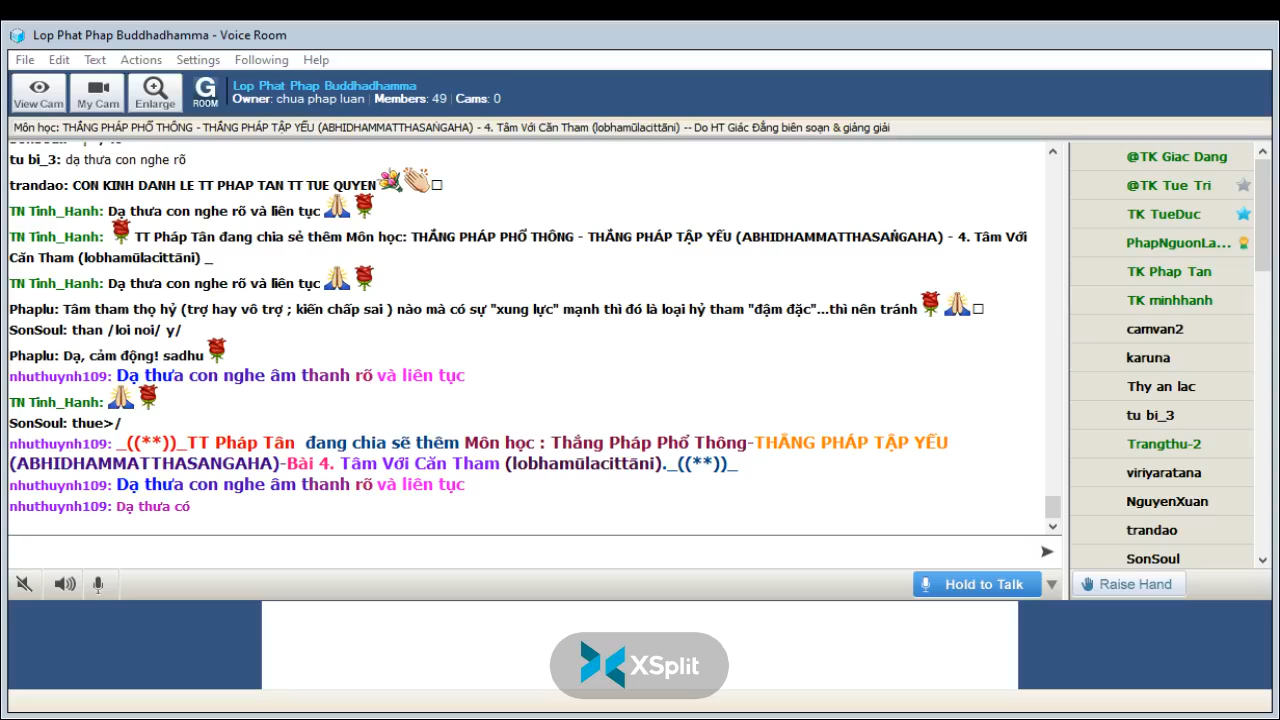 Lop Phat Phap Buddhadhamma - Voice Room
File Edit Text Actions Settings Following Help
View Cam My Cam Enlarge G ROOM
Lop Phat Phap Buddhadhamma
Owner: chua phap luan | Members: 49 | Cams: 0
Môn học: THẮNG PHÁP PHỔ THÔNG - THẮNG PHÁP TẬP YẾU (ABHIDHAMMATTHASAṄGAHA) - 4. Tâm Với Căn Tham (lobhamūlacittāni) -- Do HT Giác Đẳng biên soạn & giảng giải
tu bi_3: dạ thưa con nghe rõ
trandao: CON KINH DANH LE TT PHAP TAN TT TUE QUYEN
TN Tinh_Hanh: Dạ thưa con nghe rõ và liên tục
TN Tinh_Hanh: TT Pháp Tân đang chia sẻ thêm Môn học: THẮNG PHÁP PHỔ THÔNG - THẮNG PHÁP TẬP YẾU (ABHIDHAMMATTHASAṄGAHA) - 4. Tâm Với
Căn Tham (lobhamūlacittāni) _
TN Tinh_Hanh: Dạ thưa con nghe rõ và liên tục
Phaplu: Tâm tham thọ hỷ (trợ hay vô trợ ; kiến chấp sai ) nào mà có sự "xung lực" mạnh thì đó là loại hỷ tham "đậm đặc"...thì nên tránh
SonSoul: than /loi noi/ y/
Phaplu: Dạ, cảm động! sadhu
nhuthuynh109: Dạ thưa con nghe âm thanh rõ và liên tục
TN Tinh_Hanh:
SonSoul: thue>/
nhuthuynh109: _((**))_TT Pháp Tân đang chia sẽ thêm Môn học : Thắng Pháp Phổ Thông-THẮNG PHÁP TẬP YẾU
(ABHIDHAMMATTHASANGAHA)-Bài 4. Tâm Với Căn Tham (lobhamūlacittāni)._((**))_
nhuthuynh109: Dạ thưa con nghe âm thanh rõ và liên tục
nhuthuynh109: Dạ thưa có
@TK Giac Dang
@TK Tue Tri
TK TueDuc
PhapNguonLa...
TK Phap Tan
TK minhhanh
camvan2
karuna
Thy an lac
tu bi_3
Trangthu-2
viriyaratana
NguyenXuan
trandao
SonSoul
Hold to Talk
Raise Hand
XSplit